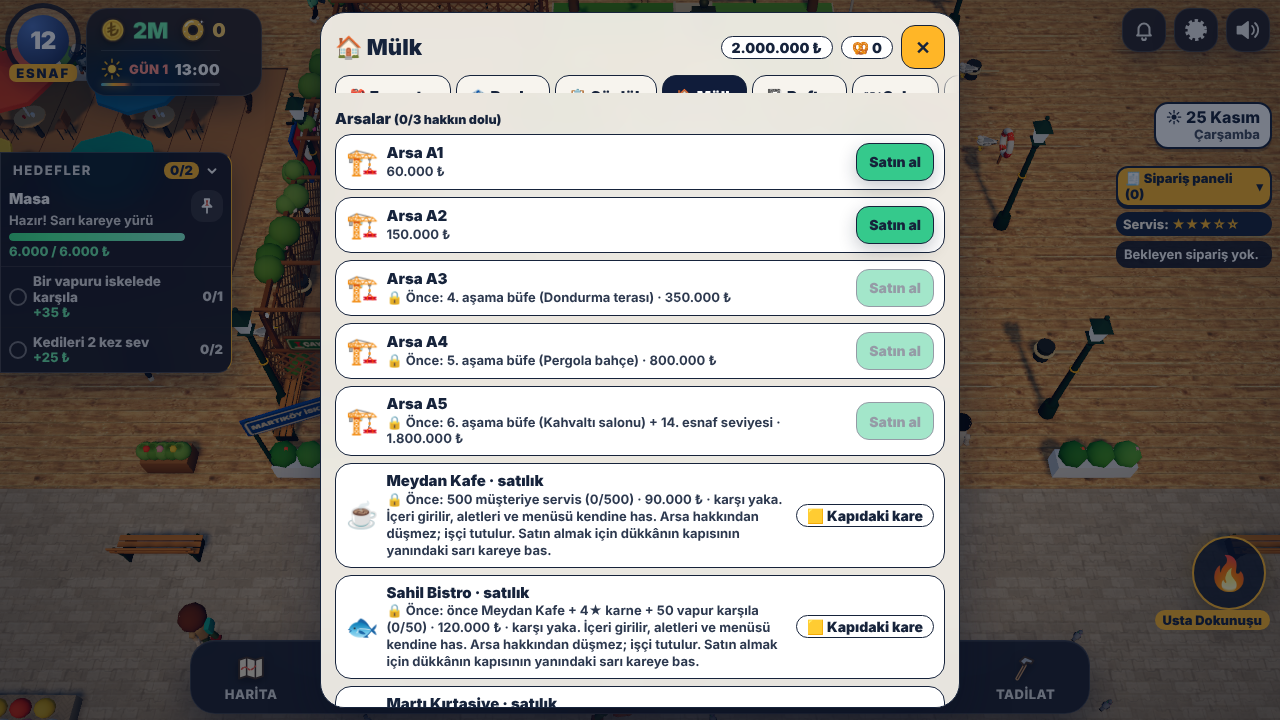 12
ESNAF
2M
0
GÜN 1 13:00
HEDEFLER 0/2
Masa
Hazır! Sarı kareye yürü
6.000 / 6.000 ₺
Bir vapuru iskelede
karşıla
0/1
+35 ₺
Kedileri 2 kez sev
0/2
+25 ₺
HARİTA
Mülk
2.000.000 ₺
0
×
Mülk
Arsalar (0/3 hakkın dolu)
Arsa A1
60.000 ₺
Satın al
Arsa A2
150.000 ₺
Satın al
Arsa A3
Önce: 4. aşama büfe (Dondurma terası) · 350.000 ₺
Satın al
Arsa A4
Önce: 5. aşama büfe (Pergola bahçe) · 800.000 ₺
Satın al
Arsa A5
Önce: 6. aşama büfe (Kahvaltı salonu) + 14. esnaf seviyesi ·
1.800.000 ₺
Satın al
Meydan Kafe · satılık
Önce: 500 müşteriye servis (0/500) · 90.000 ₺ · karşı yaka.
İçeri girilir, aletleri ve menüsü kendine has. Arsa hakkından
düşmez; işçi tutulur. Satın almak için dükkânın kapısının
yanındaki sarı kareye bas.
Kapıdaki kare
Sahil Bistro · satılık
Önce: önce Meydan Kafe + 4★ karne + 50 vapur karşıla
(0/50) · 120.000 ₺ · karşı yaka. İçeri girilir, aletleri ve menüsü
kendine has. Arsa hakkından düşmez; işçi tutulur. Satın almak
için dükkânın kapısının yanındaki sarı kareye bas.
Kapıdaki kare
Martı Kırtasiye · satılık
25 Kasım
Çarşamba
Sipariş paneli
(0)
Servis: ★★★☆☆
Bekleyen sipariş yok.
Usta Dokunuşu
TADİLAT